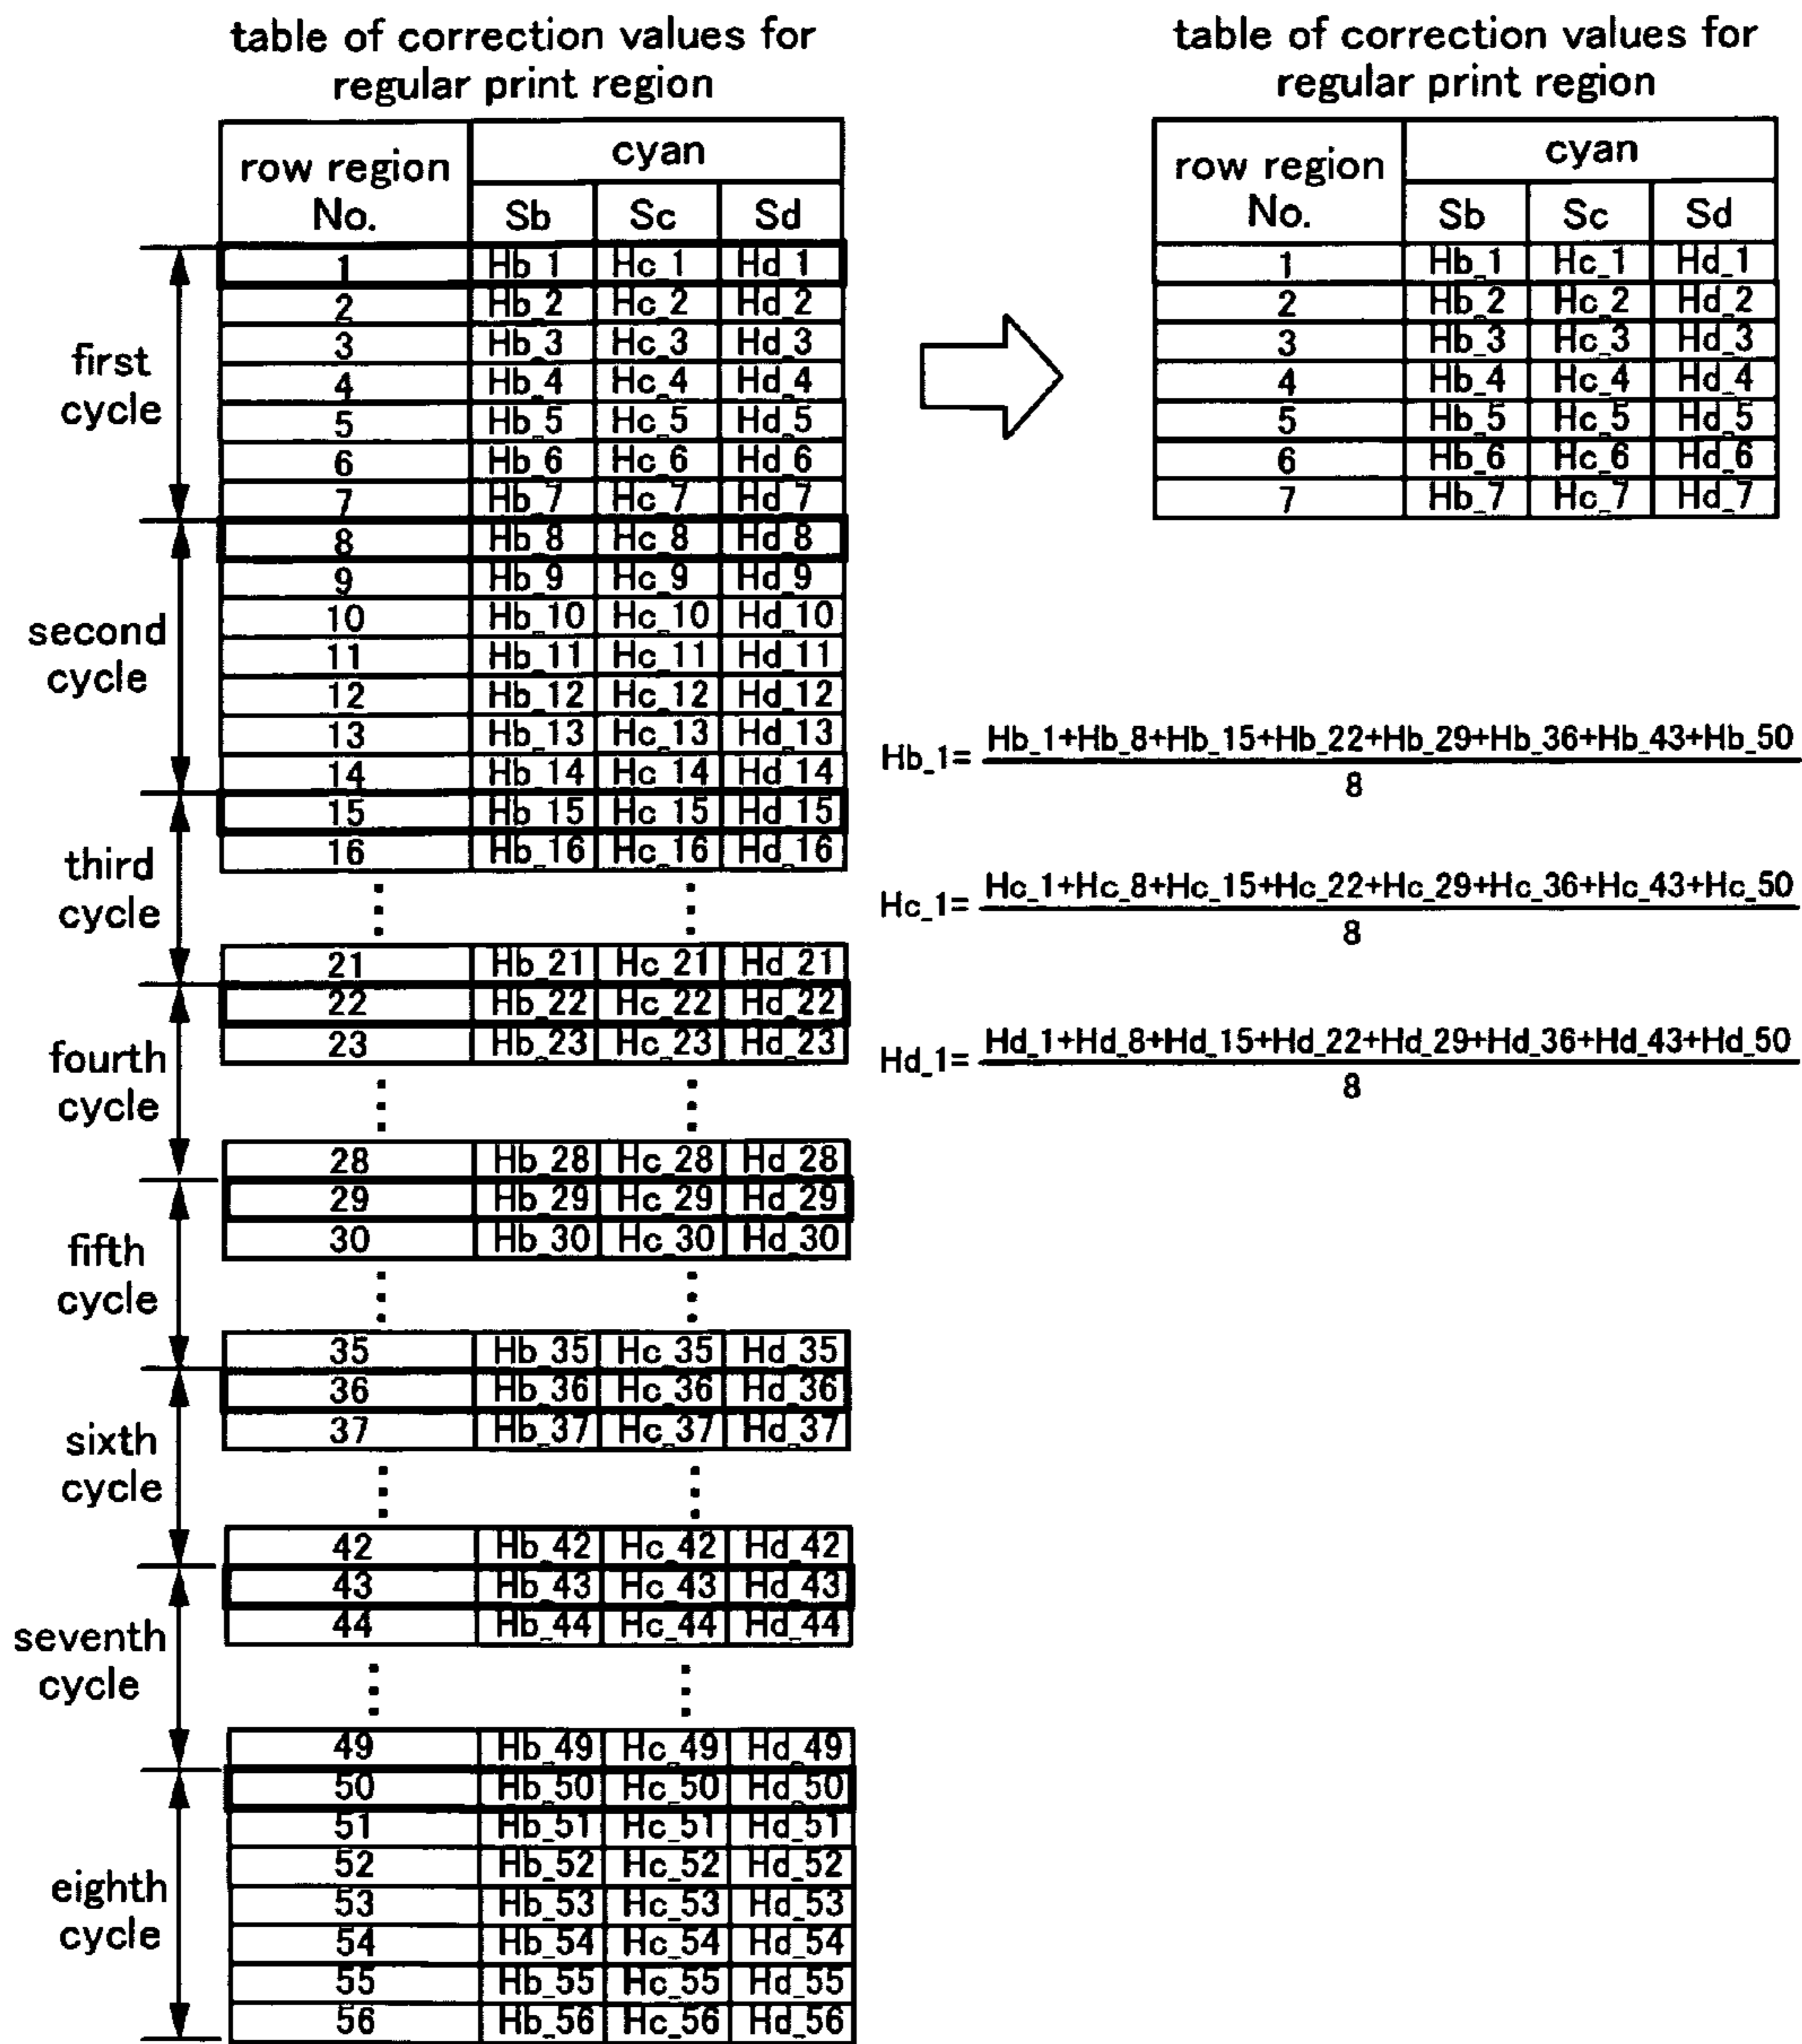 table of correction values for
regular print region
row region
No.
cyan
Sb Sc Sd
1 Hb_1 Hc_1 Hd_1
2 Hb_2 Hc_2 Hd_2
3 Hb_3 Hc_3 Hd_3
4 Hb_4 Hc_4 Hd_4
5 Hb_5 Hc_5 Hd_5
6 Hb_6 Hc_6 Hd_6
7 Hb_7 Hc_7 Hd_7
first
cycle
8 Hb_8 Hc_8 Hd_8
9 Hb_9 Hc_9 Hd_9
10 Hb_10 Hc_10 Hd_10
11 Hb_11 Hc_11 Hd_11
12 Hb_12 Hc_12 Hd_12
13 Hb_13 Hc_13 Hd_13
14 Hb_14 Hc_14 Hd_14
second
cycle
15 Hb_15 Hc_15 Hd_15
16 Hb_16 Hc_16 Hd_16
21 Hb_21 Hc_21 Hd_21
third
cycle
22 Hb_22 Hc_22 Hd_22
23 Hb_23 Hc_23 Hd_23
28 Hb_28 Hc_28 Hd_28
fourth
cycle
29 Hb_29 Hc_29 Hd_29
30 Hb_30 Hc_30 Hd_30
35 Hb_35 Hc_35 Hd_35
fifth
cycle
36 Hb_36 Hc_36 Hd_36
37 Hb_37 Hc_37 Hd_37
42 Hb_42 Hc_42 Hd_42
sixth
cycle
43 Hb_43 Hc_43 Hd_43
44 Hb_44 Hc_44 Hd_44
49 Hb_49 Hc_49 Hd_49
seventh
cycle
50 Hb_50 Hc_50 Hd_50
51 Hb_51 Hc_51 Hd_51
52 Hb_52 Hc_52 Hd_52
53 Hb_53 Hc_53 Hd_53
54 Hb_54 Hc_54 Hd_54
55 Hb_55 Hc_55 Hd_55
56 Hb_56 Hc_56 Hd_56
eighth
cycle
table of correction values for
regular print region
row region
No.
cyan
Sb Sc Sd
1 Hb_1 Hc_1 Hd_1
2 Hb_2 Hc_2 Hd_2
3 Hb_3 Hc_3 Hd_3
4 Hb_4 Hc_4 Hd_4
5 Hb_5 Hc_5 Hd_5
6 Hb_6 Hc_6 Hd_6
7 Hb_7 Hc_7 Hd_7
Hb_1= Hb_1+Hb_8+Hb_15+Hb_22+Hb_29+Hb_36+Hb_43+Hb_50
8
Hc_1= Hc_1+Hc_8+Hc_15+Hc_22+Hc_29+Hc_36+Hc_43+Hc_50
8
Hd_1= Hd_1+Hd_8+Hd_15+Hd_22+Hd_29+Hd_36+Hd_43+Hd_50
8